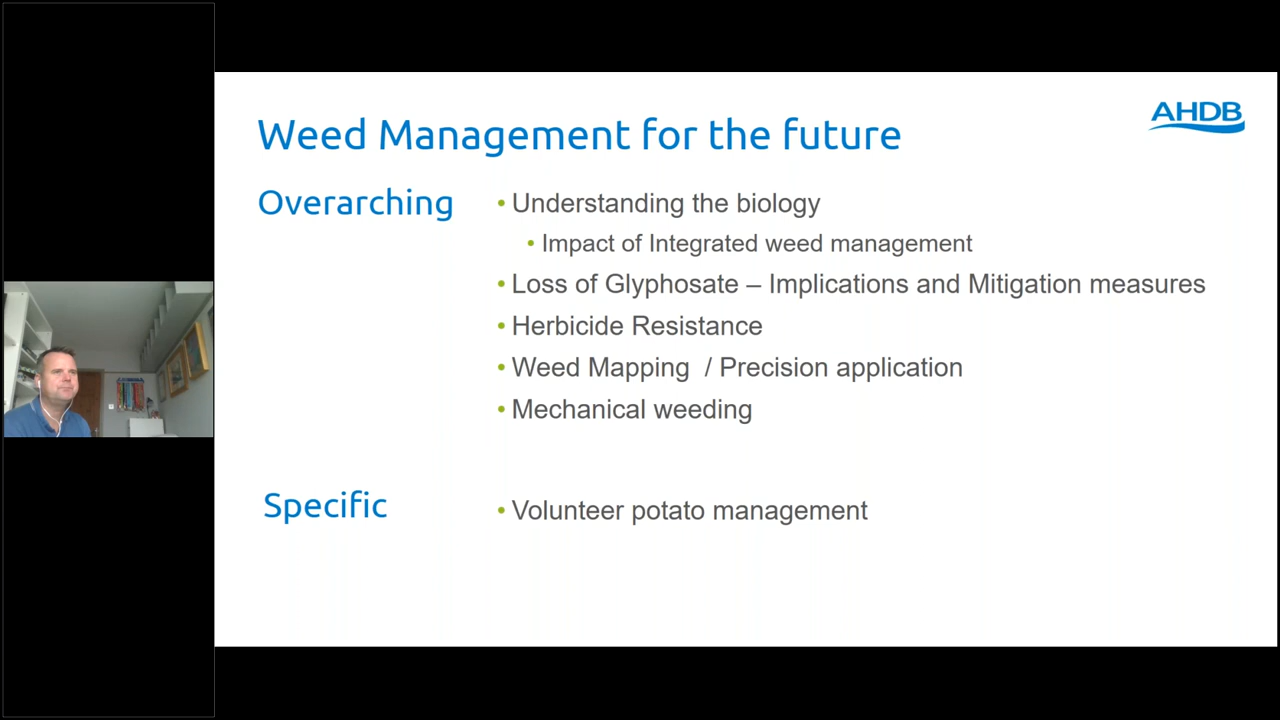 AHDB
Weed Management for the future
Overarching
• Understanding the biology
• Impact of Integrated weed management
• Loss of Glyphosate – Implications and Mitigation measures
• Herbicide Resistance
• Weed Mapping / Precision application
• Mechanical weeding
Specific
• Volunteer potato management